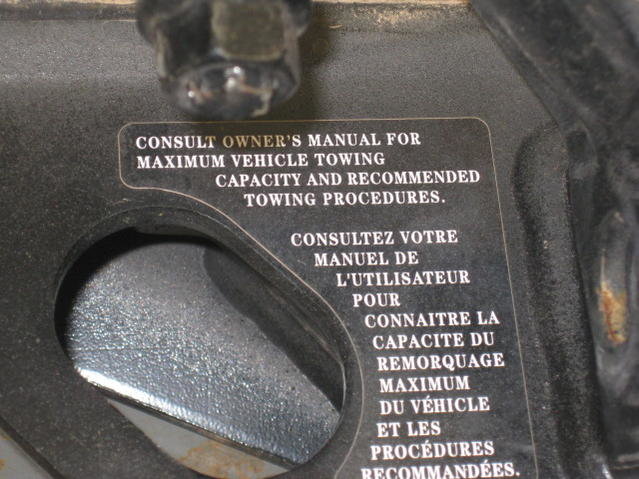 CONSULT OWNER'S MANUAL FOR
MAXIMUM VEHICLE TOWING
CAPACITY AND RECOMMENDED
TOWING PROCEDURES.
CONSULTEZ VOTRE
MANUEL DE
L'UTILISATEUR
POUR
CONNAITRE LA
CAPACITE DU
REMORQUAGE
MAXIMUM
DU VÉHICLE
ET LES
PROCÉDURES
RECOMMANDÉES.